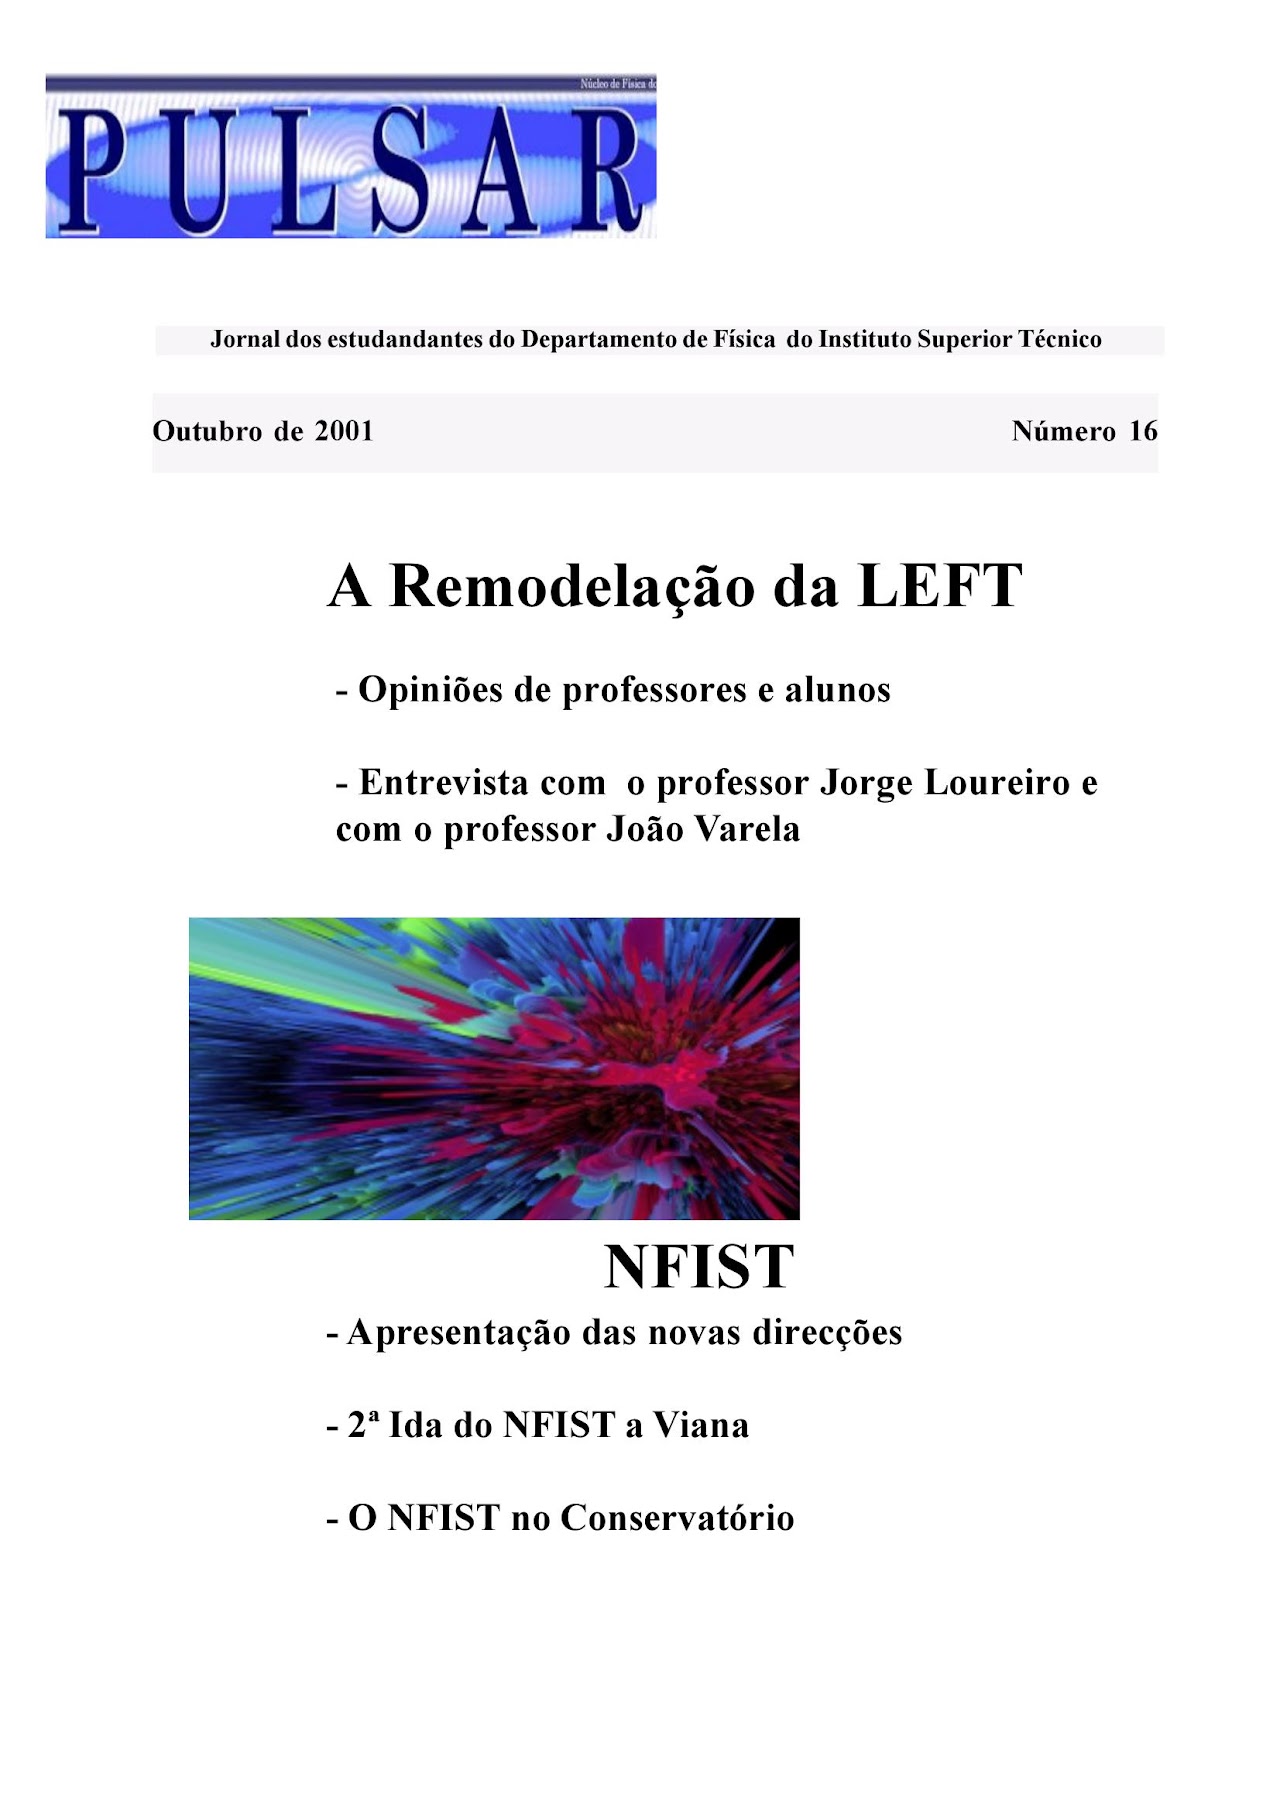 Núcleo de Física do
PULSAR
Jornal dos estudandantes do Departamento de Física do Instituto Superior Técnico
Outubro de 2001 Número 16
A Remodelação da LEFT
- Opiniões de professores e alunos
- Entrevista com o professor Jorge Loureiro e
com o professor João Varela
NFIST
- Apresentação das novas direcções
- 2ª Ida do NFIST a Viana
- O NFIST no Conservatório